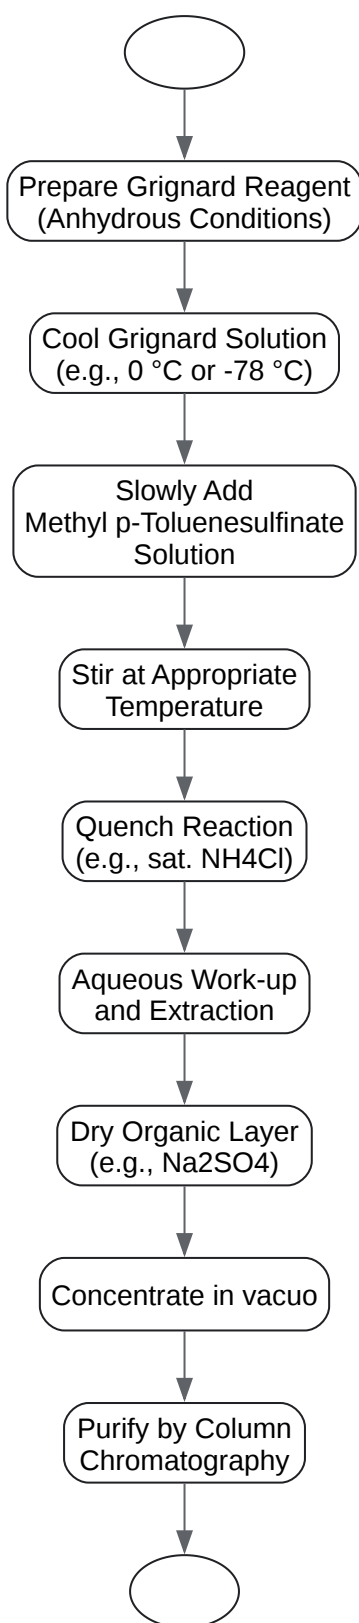 Prepare Grignard Reagent
(Anhydrous Conditions)
Cool Grignard Solution
(e.g., 0 °C or -78 °C)
Slowly Add
Methyl p-Toluenesulfinate
Solution
Stir at Appropriate
Temperature
Quench Reaction
(e.g., sat. NH4Cl)
Aqueous Work-up
and Extraction
Dry Organic Layer
(e.g., Na2SO4)
Concentrate in vacuo
Purify by Column
Chromatography